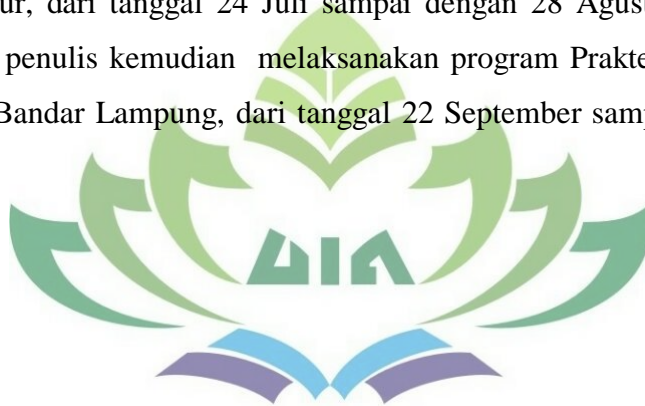 ur, dari tanggal 24 Juli sampai dengan 28 Agust
penulis kemudian melaksanakan program Prakte
Bandar Lampung, dari tanggal 22 September samp
UIA